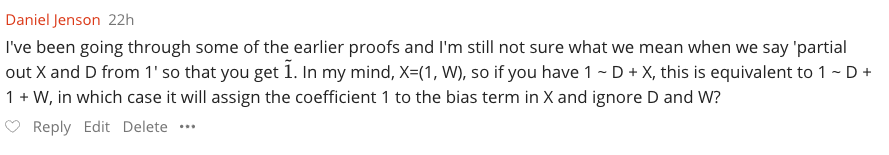 Daniel Jenson 22h
I've been going through some of the earlier proofs and I'm still not sure what we mean when we say 'partial
out X and D from 1' so that you get 1̃. In my mind, X=(1, W), so if you have 1 ~ D + X, this is equivalent to 1 ~ D +
1 + W, in which case it will assign the coefficient 1 to the bias term in X and ignore D and W?
♡ Reply Edit Delete •••